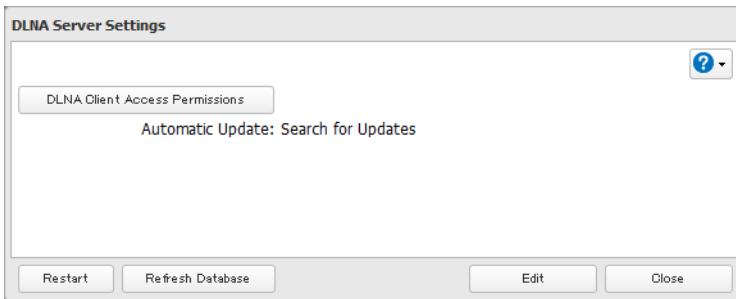 DLNA Server Settings
?
DLNA Client Access Permissions
Automatic Update: Search for Updates
Restart
Refresh Database
Edit
Close